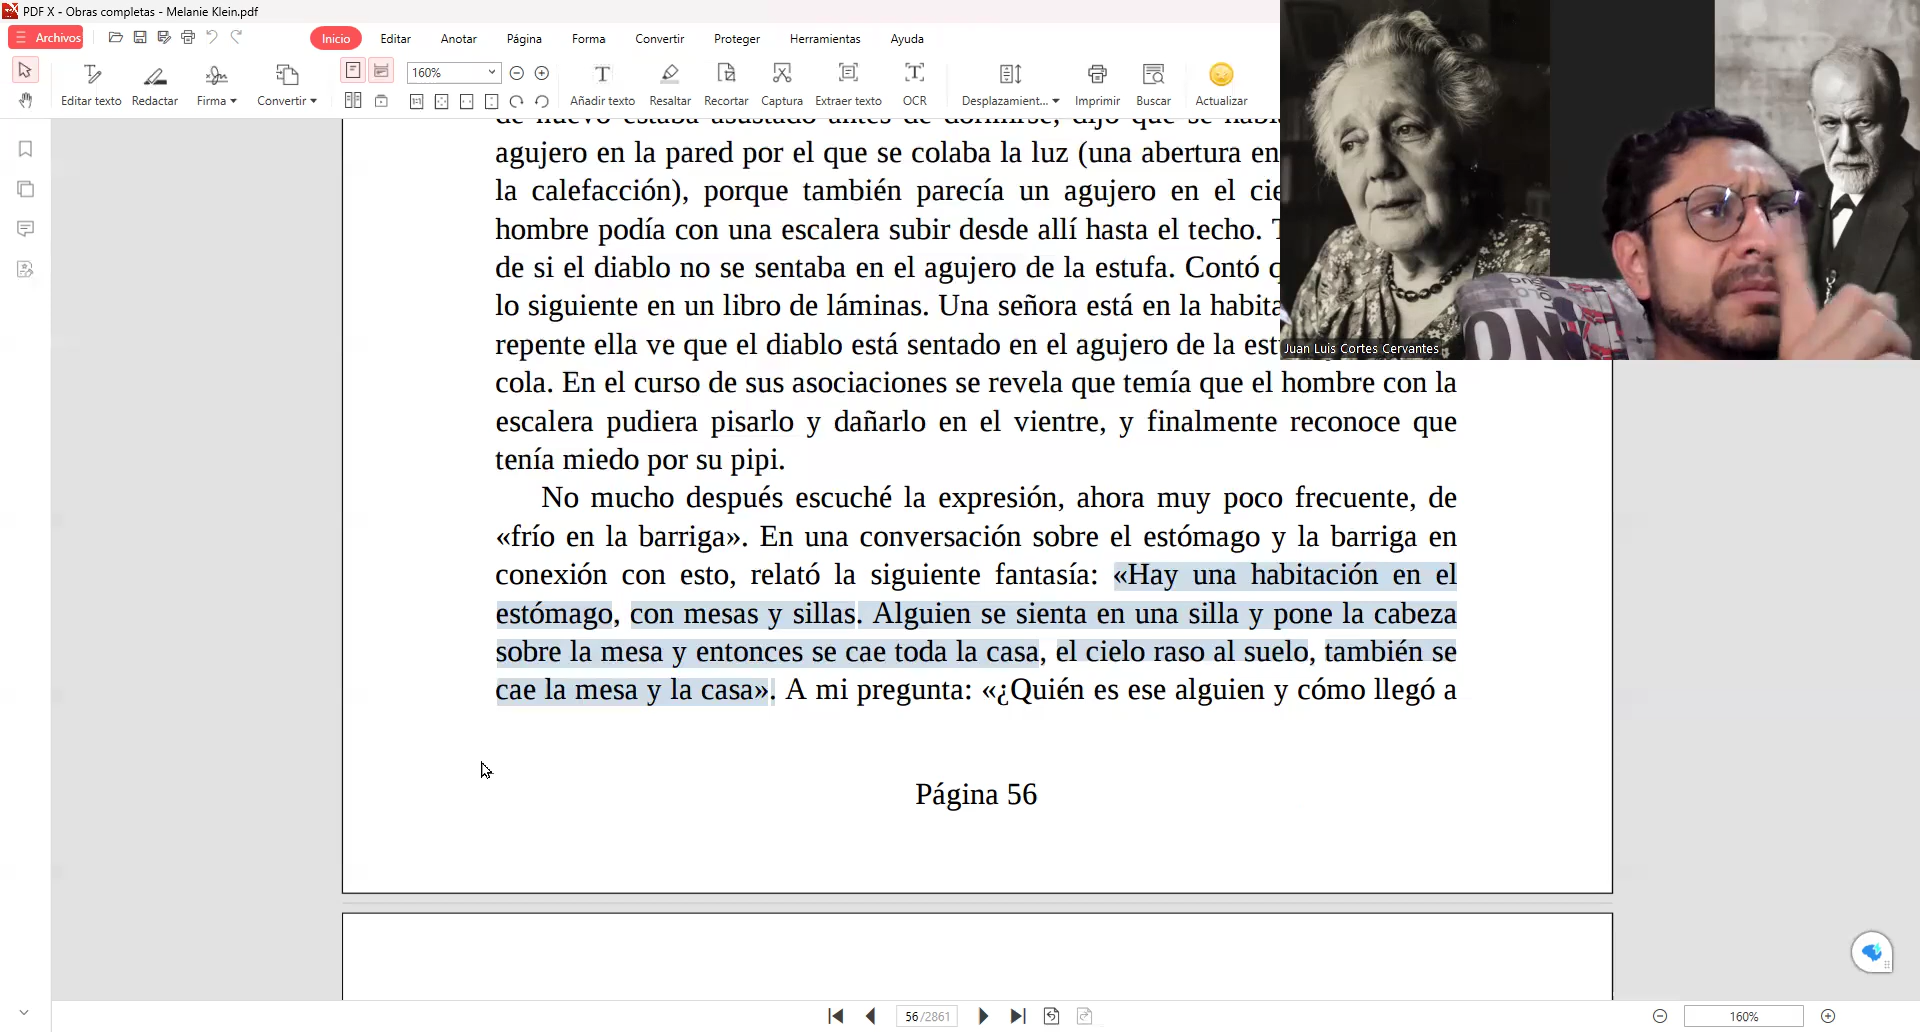 PDF X - Obras completas - Melanie Klein.pdf
Archivos
Inicio
Editar
Anotar
Página
Forma
Convertir
Proteger
Herramientas
Ayuda
160%
Editar texto
Redactar
Firma
Convertir
Añadir texto
Resaltar
Recortar
Captura
Extraer texto
OCR
Desplazamient...
Imprimir
Buscar
Actualizar
de nuevo estaba asustado antes de dormirse, dijo que se
agujero en la pared por el que se colaba la luz (una abertura en
la calefacción), porque también parecía un agujero en el
hombre podía con una escalera subir desde allí hasta el techo.
de si el diablo no se sentaba en el agujero de la estufa. Contó
lo siguiente en un libro de láminas. Una señora está en la
repente ella ve que el diablo está sentado en el agujero de la
cola. En el curso de sus asociaciones se revela que temía que el hombre con la
escalera pudiera pisarlo y dañarlo en el vientre, y finalmente reconoce que
tenía miedo por su pipi.
No mucho después escuché la expresión, ahora muy poco frecuente, de
«frío en la barriga». En una conversación sobre el estómago y la barriga en
conexión con esto, relató la siguiente fantasía: «Hay una habitación en el
estómago, con mesas y sillas. Alguien se sienta en una silla y pone la cabeza
sobre la mesa y entonces se cae toda la casa, el cielo raso al suelo, también se
cae la mesa y la casa». A mi pregunta: «¿Quién es ese alguien y cómo llegó a
Página 56
Juan Luis Cortes Cervantes
56/2861
160%